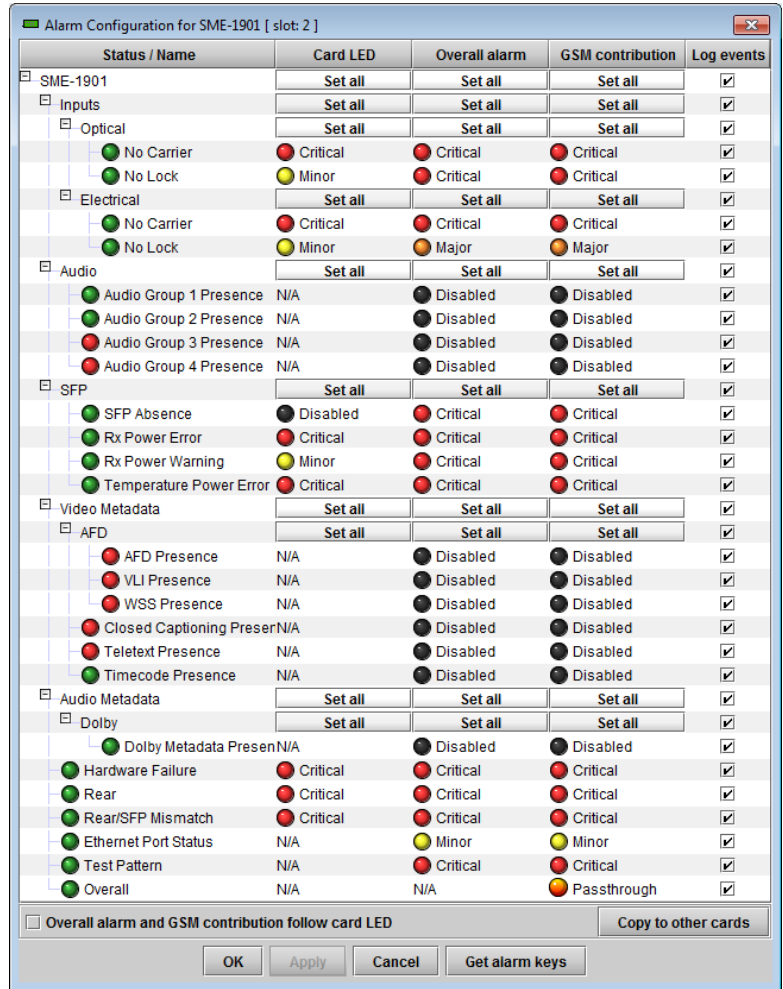 Alarm Configuration for SME-1901 [ slot: 2 ]
Status / Name Card LED Overall alarm GSM contribution Log events
SME-1901 Set all Set all Set all
Inputs Set all Set all Set all
Optical Set all Set all Set all
No Carrier Critical Critical Critical
No Lock Minor Critical Critical
Electrical Set all Set all Set all
No Carrier Critical Critical Critical
No Lock Minor Major Major
Audio Set all Set all Set all
Audio Group 1 Presence N/A Disabled Disabled
Audio Group 2 Presence N/A Disabled Disabled
Audio Group 3 Presence N/A Disabled Disabled
Audio Group 4 Presence N/A Disabled Disabled
SFP Set all Set all Set all
SFP Absence Disabled Critical Critical
Rx Power Error Critical Critical Critical
Rx Power Warning Minor Critical Critical
Temperature Power Error Critical Critical Critical
Video Metadata Set all Set all Set all
AFD Set all Set all Set all
AFD Presence N/A Disabled Disabled
VLI Presence N/A Disabled Disabled
WSS Presence N/A Disabled Disabled
Closed Captioning Presen N/A Disabled Disabled
Teletext Presence N/A Disabled Disabled
Timecode Presence N/A Disabled Disabled
Audio Metadata Set all Set all Set all
Dolby Set all Set all Set all
Dolby Metadata Presen N/A Disabled Disabled
Hardware Failure Critical Critical Critical
Rear Critical Critical Critical
Rear/SFP Mismatch Critical Critical Critical
Ethernet Port Status N/A Minor Minor
Test Pattern N/A Critical Critical
Overall N/A N/A Passthrough
Overall alarm and GSM contribution follow card LED Copy to other cards
OK Apply Cancel Get alarm keys